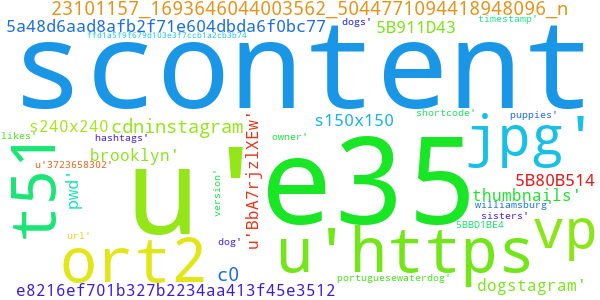 23101157_1693646044003562_5044771094418948096_n
5a48d6aad8afb2f71e604dbda6f0bc77
dogs'
5B911D43
timestamp'
ffd1a5f9f679d103e3f7ecb1a2cb3b74
scontent
s240x240
cdninstagram
s150x150
shortcode'
puppies'
likes'
hashtags'
owner'
jpg'
brooklyn'
u'3723658302'
t51
pwd'
u'
version'
u'BbA7rjzlXEw'
e35
5B80B514
thumbnails'
williamsburg'
sisters'
5BBD1BE4
vp
url'
ort2
dog'
c0
u'https
portuguesewaterdog'
dogstagram'
e8216ef701b327b2234aa413f45e3512